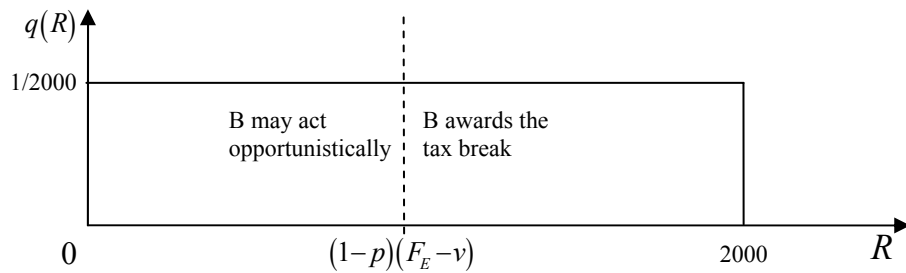 q(R)
1/2000
B may act
opportunistically
B awards the
tax break
0
(1−p)(F_E−v)
2000
R